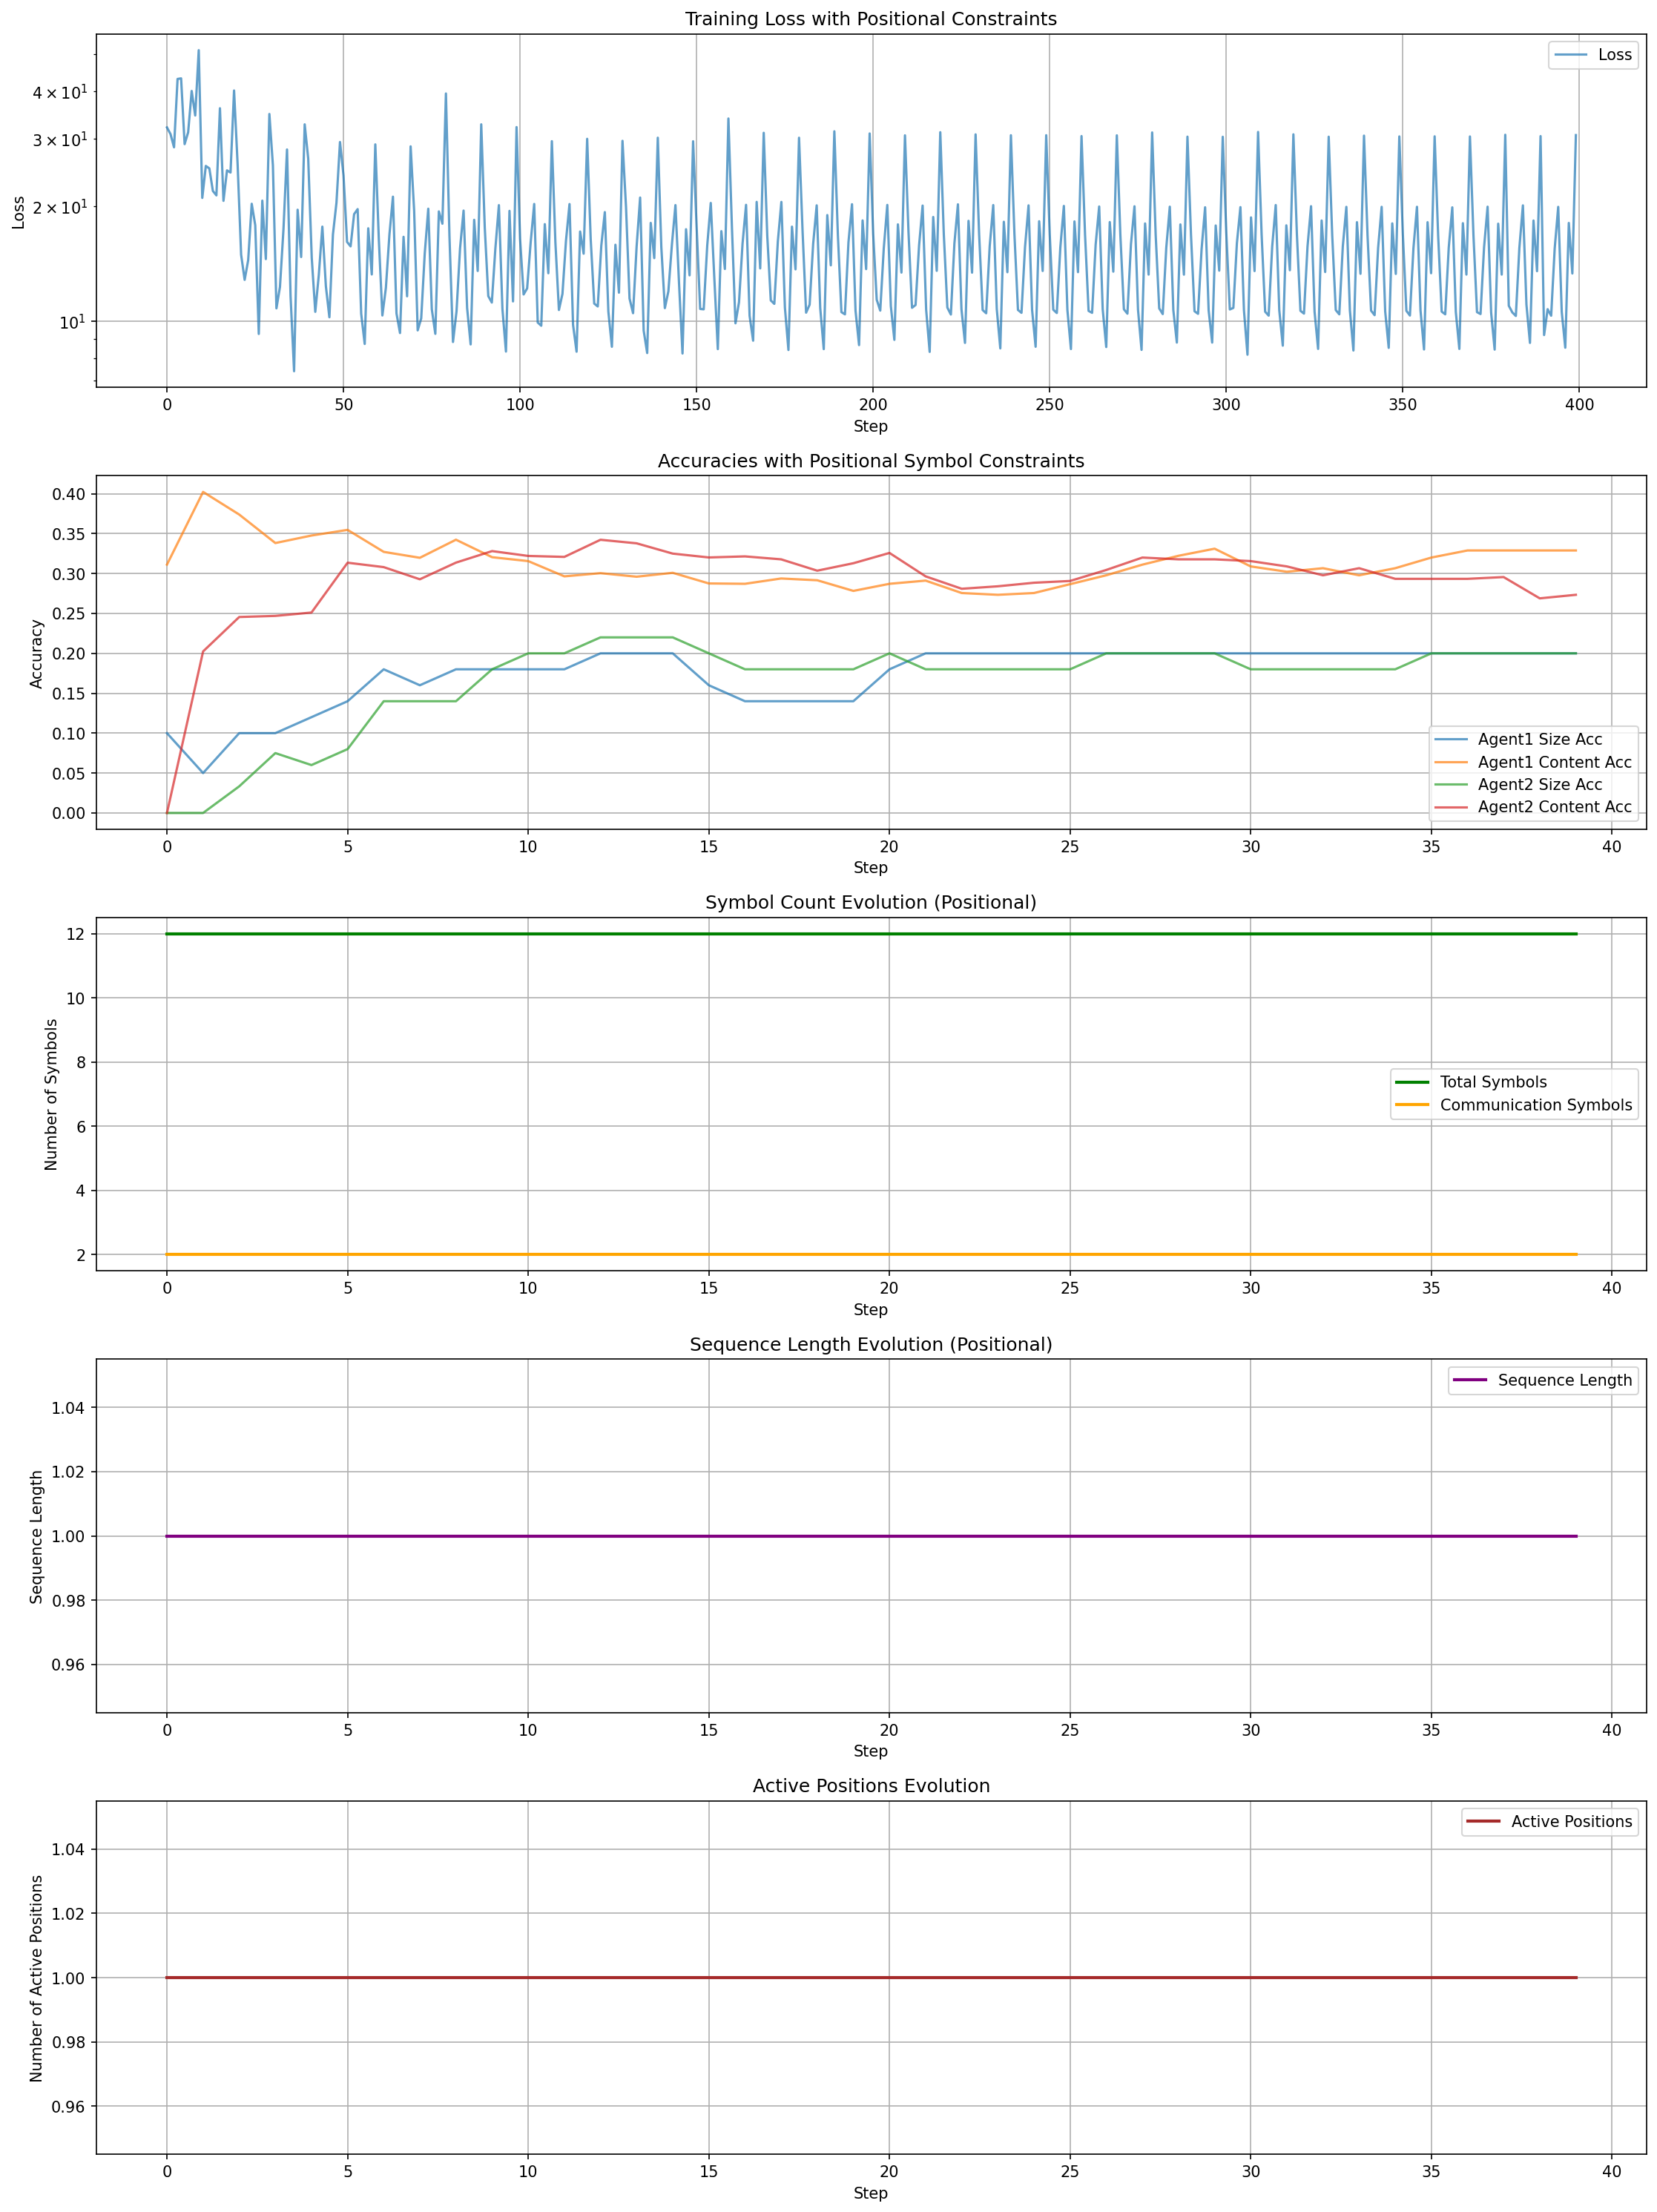 Training Loss with Positional Constraints
Loss
4 × 10¹
3 × 10¹
2 × 10¹
10¹
Loss
0 50 100 150 200 250 300 350 400
Step
Accuracies with Positional Symbol Constraints
0.40
0.35
0.30
0.25
0.20
0.15
0.10
0.05
0.00
Accuracy
Agent1 Size Acc
Agent1 Content Acc
Agent2 Size Acc
Agent2 Content Acc
0 5 10 15 20 25 30 35 40
Step
Symbol Count Evolution (Positional)
12
10
8
6
4
2
Number of Symbols
Total Symbols
Communication Symbols
0 5 10 15 20 25 30 35 40
Step
Sequence Length Evolution (Positional)
Sequence Length
1.04
1.02
1.00
0.98
0.96
Sequence Length
0 5 10 15 20 25 30 35 40
Step
Active Positions Evolution
Active Positions
1.04
1.02
1.00
0.98
0.96
Number of Active Positions
0 5 10 15 20 25 30 35 40
Step